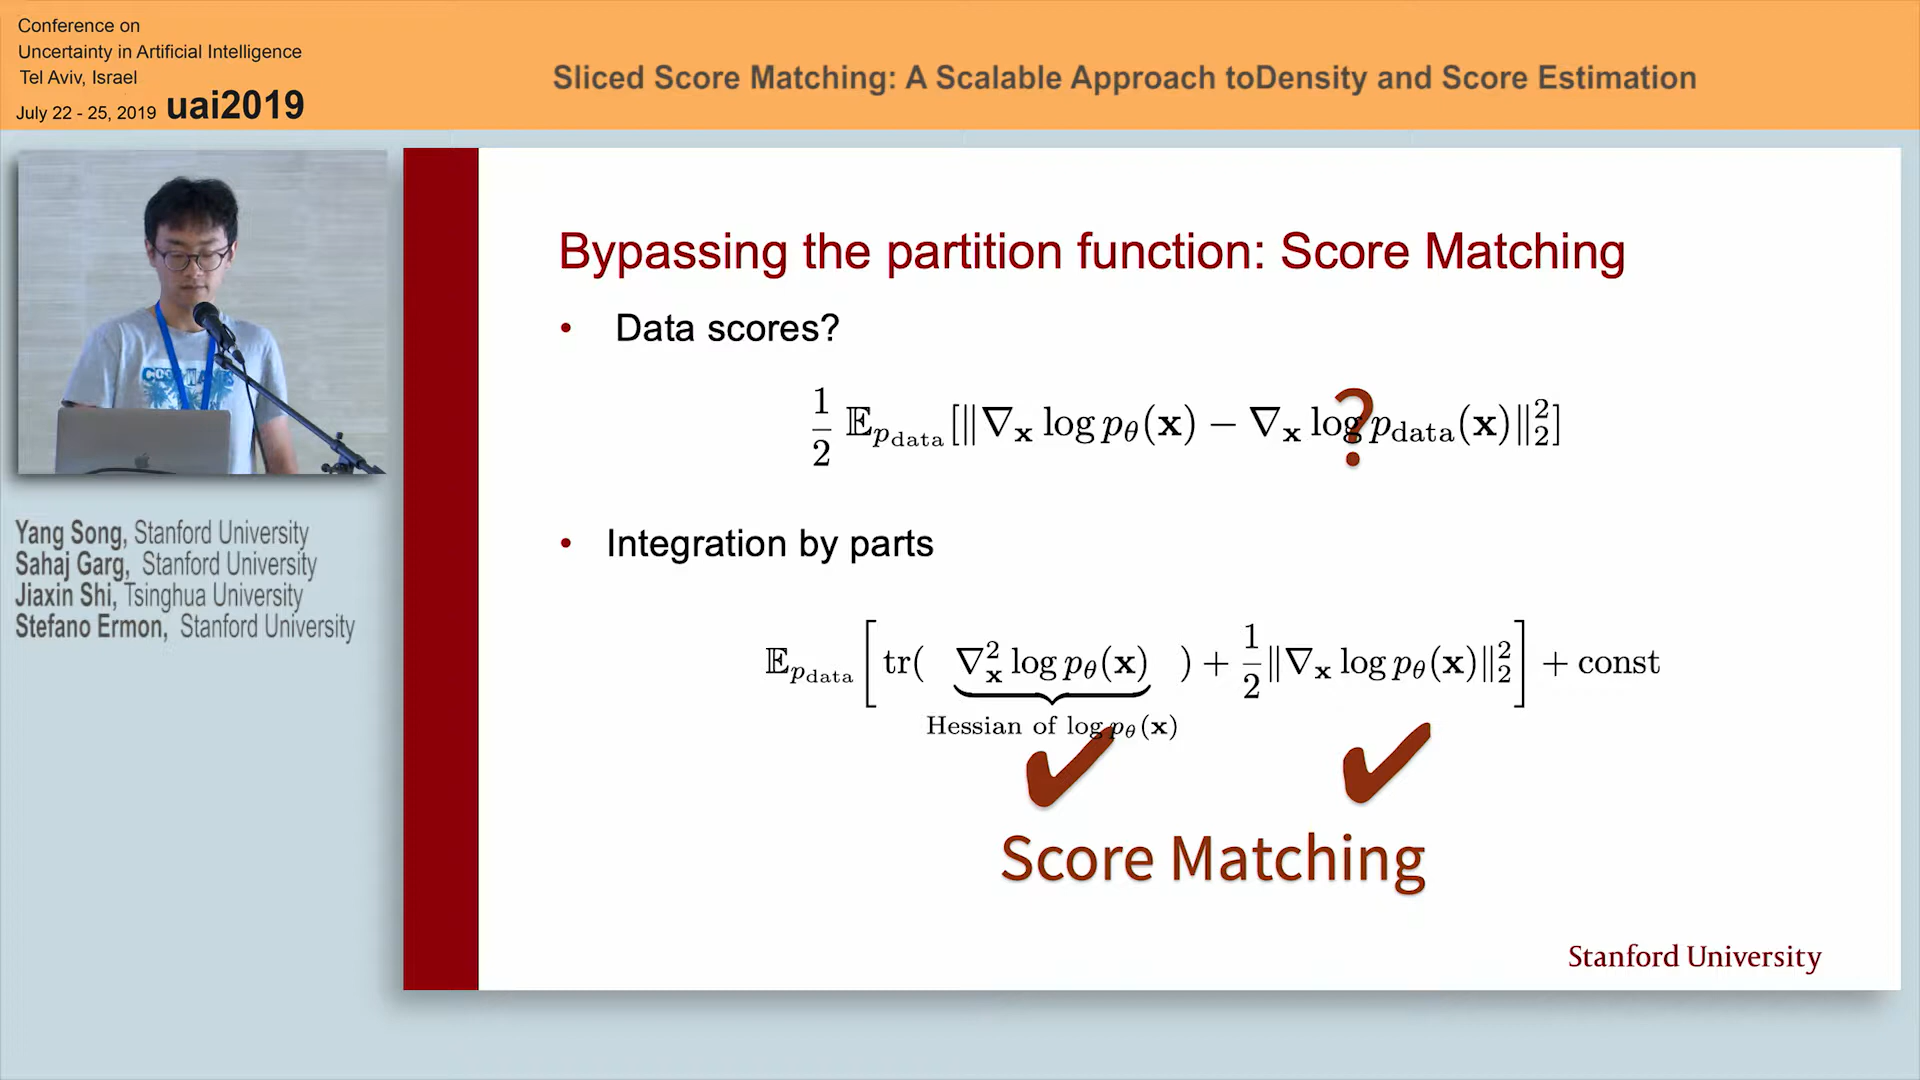 Conference on
Uncertainty in Artificial Intelligence
Tel Aviv, Israel
July 22 - 25, 2019 uai2019
Sliced Score Matching: A Scalable Approach toDensity and Score Estimation
Yang Song, Stanford University
Sahaj Garg, Stanford University
Jiaxin Shi, Tsinghua University
Stefano Ermon, Stanford University
Bypassing the partition function: Score Matching
• Data scores?
1/2 𝔼_{p_data}[‖∇_𝐱 log p_θ(𝐱) − ∇_𝐱 log p_data(𝐱)‖₂²]
?
• Integration by parts
𝔼_{p_data}[tr( ∇²_𝐱 log p_θ(𝐱) ) + 1/2‖∇_𝐱 log p_θ(𝐱)‖₂²] + const
Hessian of log p_θ(𝐱)
✔ ✔
Score Matching
Stanford University